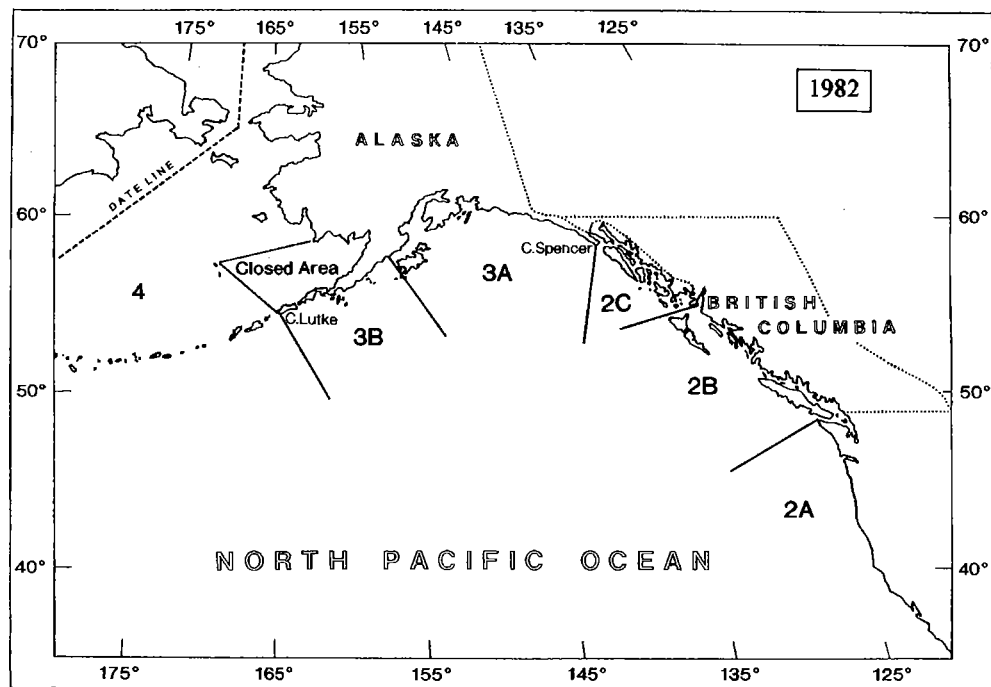 175° 165° 155° 145° 135° 125°
70° 70°
1982
ALASKA
DATE LINE
60° 60°
C.Spencer
Closed Area
3A
4
2C
BRITISH
COLUMBIA
C.Lutke
3B
50° 50°
2B
2A
NORTH PACIFIC OCEAN
40° 40°
175° 165° 155° 145° 135° 125°